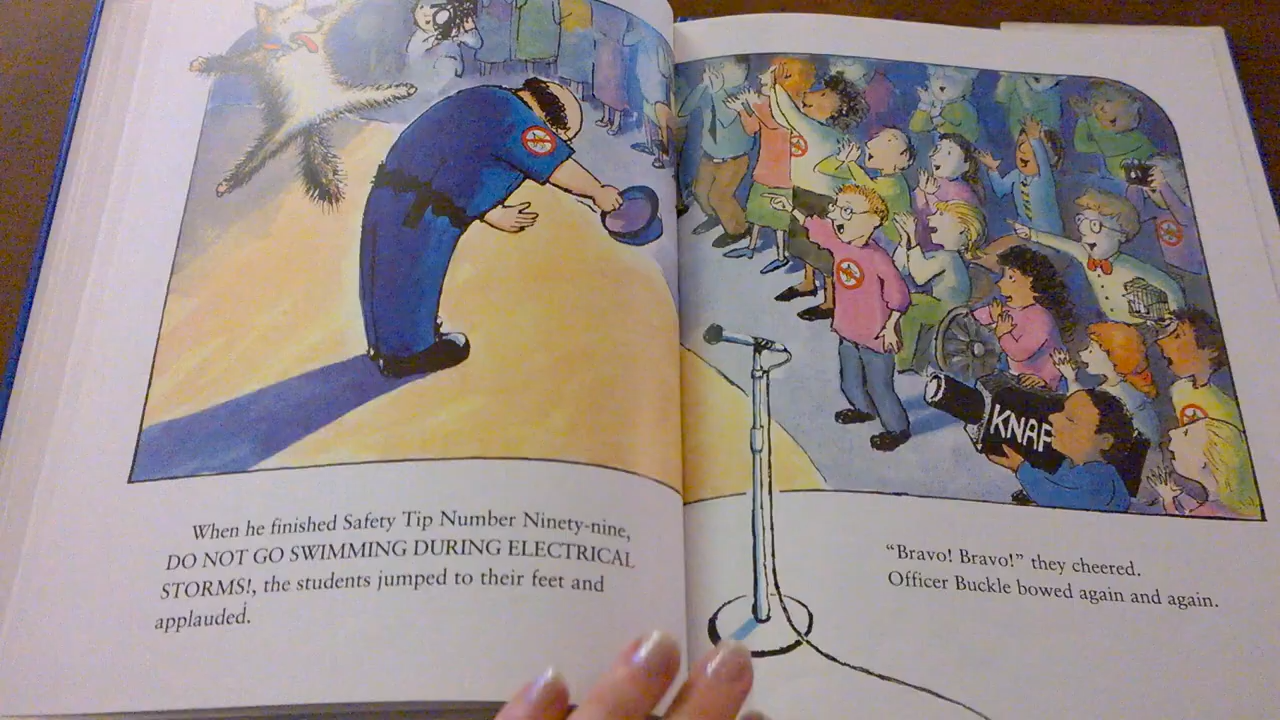 KNAF
When he finished Safety Tip Number Ninety-nine,
DO NOT GO SWIMMING DURING ELECTRICAL
STORMS!, the students jumped to their feet and
applauded.
"Bravo! Bravo!" they cheered.
Officer Buckle bowed again and again.